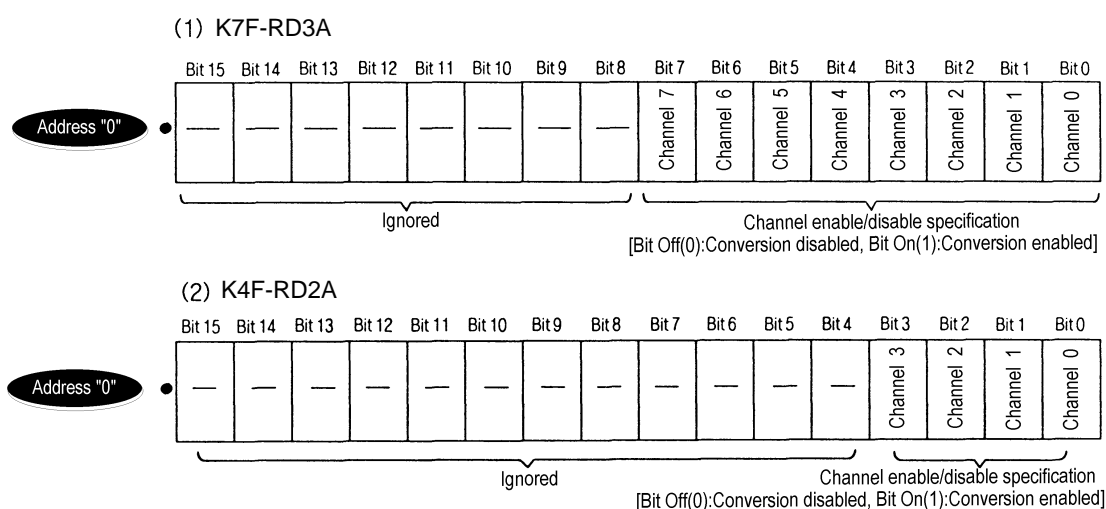 (1) K7F-RD3A
Bit 15 Bit 14 Bit 13 Bit 12 Bit 11 Bit 10 Bit 9 Bit 8 Bit 7 Bit 6 Bit 5 Bit 4 Bit 3 Bit 2 Bit 1 Bit 0
Address "0" • — — — — — — — — Channel 7 Channel 6 Channel 5 Channel 4 Channel 3 Channel 2 Channel 1 Channel 0
Ignored Channel enable/disable specification
[Bit Off(0):Conversion disabled, Bit On(1):Conversion enabled]
(2) K4F-RD2A
Bit 15 Bit 14 Bit 13 Bit 12 Bit 11 Bit 10 Bit 9 Bit 8 Bit 7 Bit 6 Bit 5 Bit 4 Bit 3 Bit 2 Bit 1 Bit 0
Address "0" • — — — — — — — — — — — — Channel 3 Channel 2 Channel 1 Channel 0
Ignored Channel enable/disable specification
[Bit Off(0):Conversion disabled, Bit On(1):Conversion enabled]